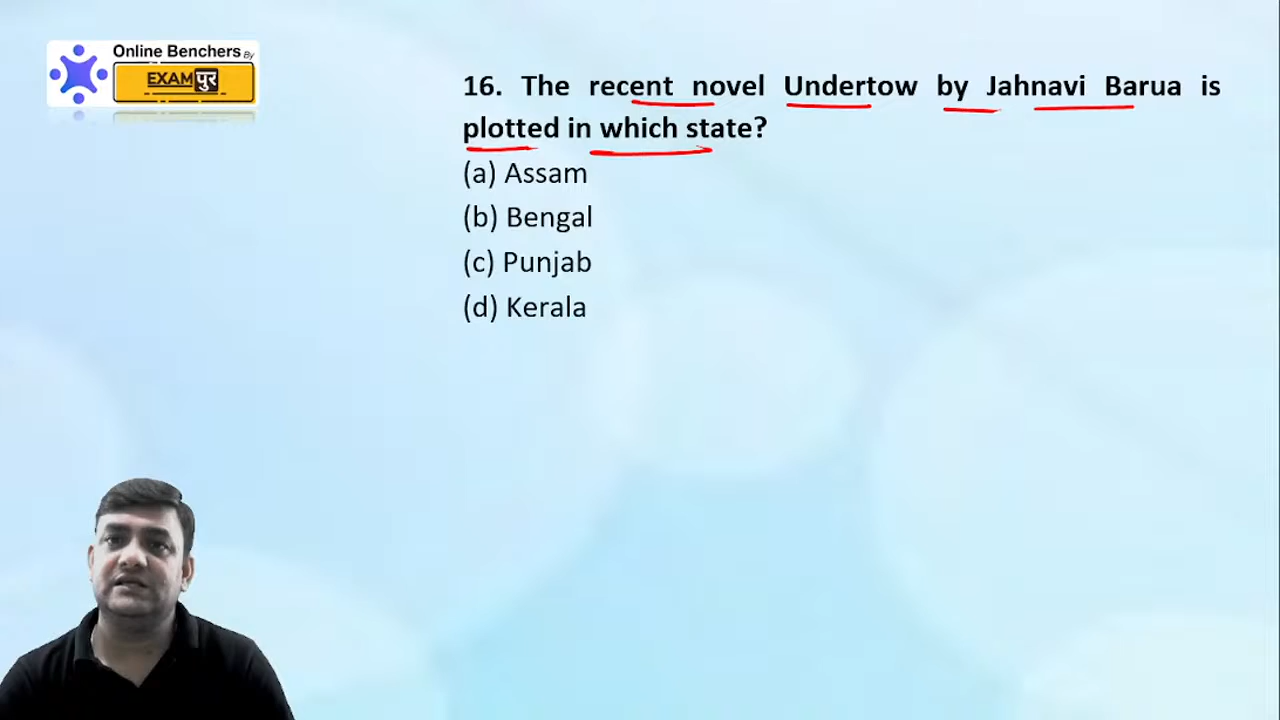 Online Benchers By
EXAMपुर
16. The recent novel Undertow by Jahnavi Barua is
plotted in which state?
(a) Assam
(b) Bengal
(c) Punjab
(d) Kerala